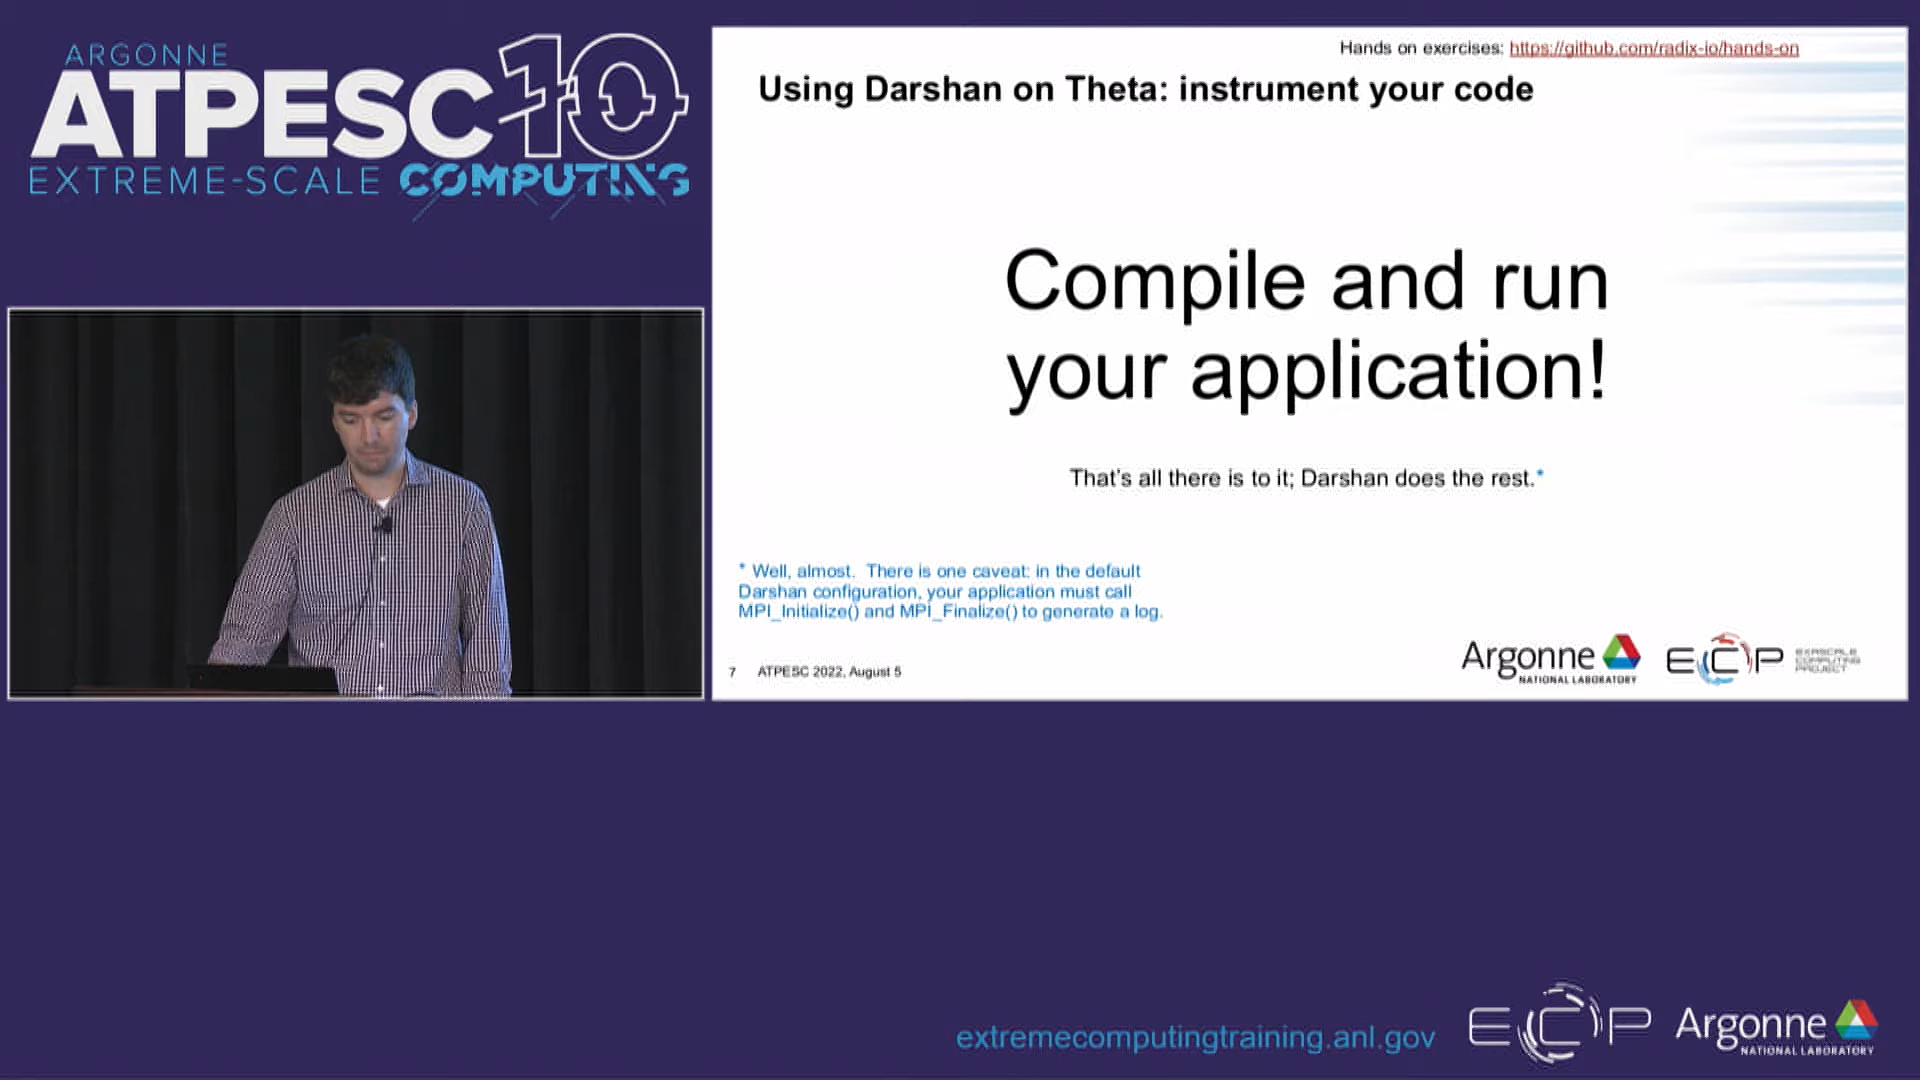 ARGONNE
ATPESC10
EXTREME-SCALE COMPUTING
Hands on exercises: https://github.com/radix-io/hands-on
Using Darshan on Theta: instrument your code
Compile and run
your application!
That's all there is to it; Darshan does the rest.*
* Well, almost.  There is one caveat: in the default
Darshan configuration, your application must call
MPI_Initialize() and MPI_Finalize() to generate a log.
7 ATPESC 2022, August 5
Argonne
NATIONAL LABORATORY
ECP
EXASCALE
COMPUTING
PROJECT
extremecomputingtraining.anl.gov
ECP
Argonne
NATIONAL LABORATORY